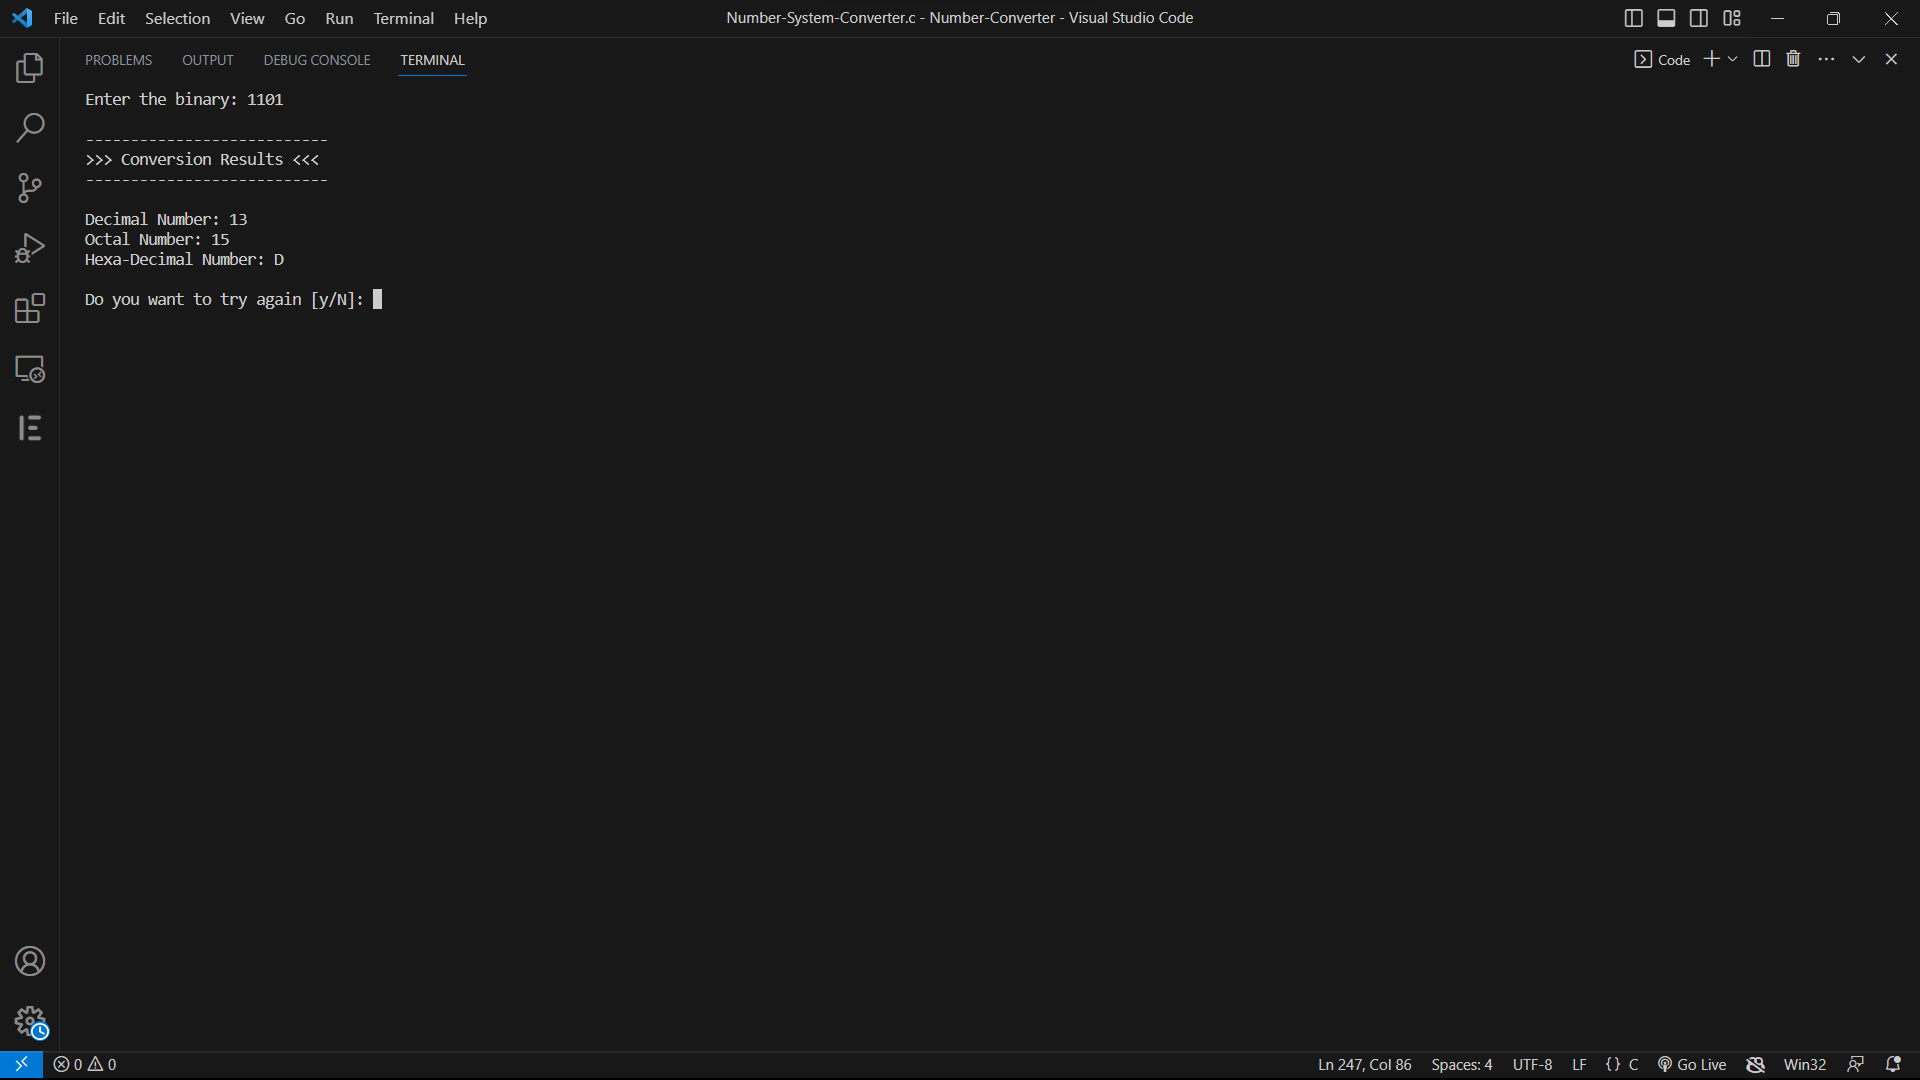 File Edit Selection View Go Run Terminal Help
Number-System-Converter.c - Number-Converter - Visual Studio Code
PROBLEMS OUTPUT DEBUG CONSOLE TERMINAL
Code
Enter the binary: 1101
---------------------------
>>> Conversion Results <<<
---------------------------
Decimal Number: 13
Octal Number: 15
Hexa-Decimal Number: D
Do you want to try again [y/N]:
0 0 Ln 247, Col 86 Spaces: 4 UTF-8 LF {} C Go Live Win32